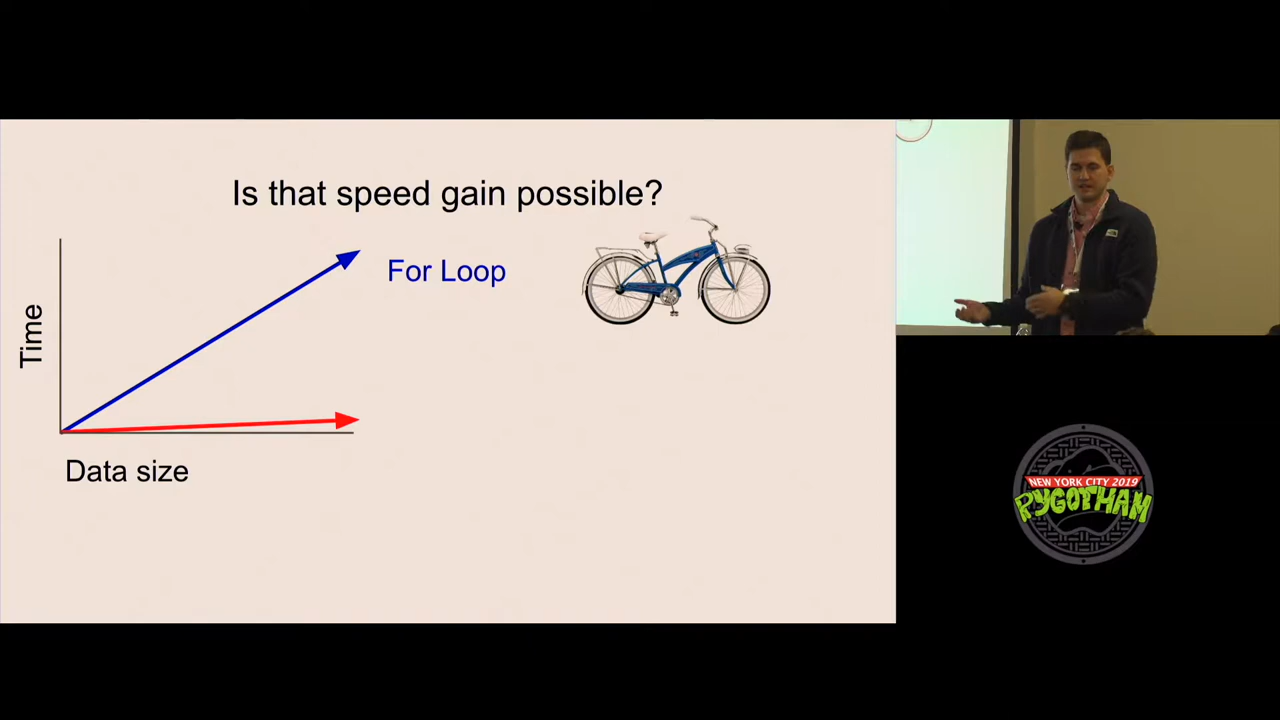 Is that speed gain possible?
For Loop
Time
Data size
NEW YORK CITY 2019
PYGOTHAM